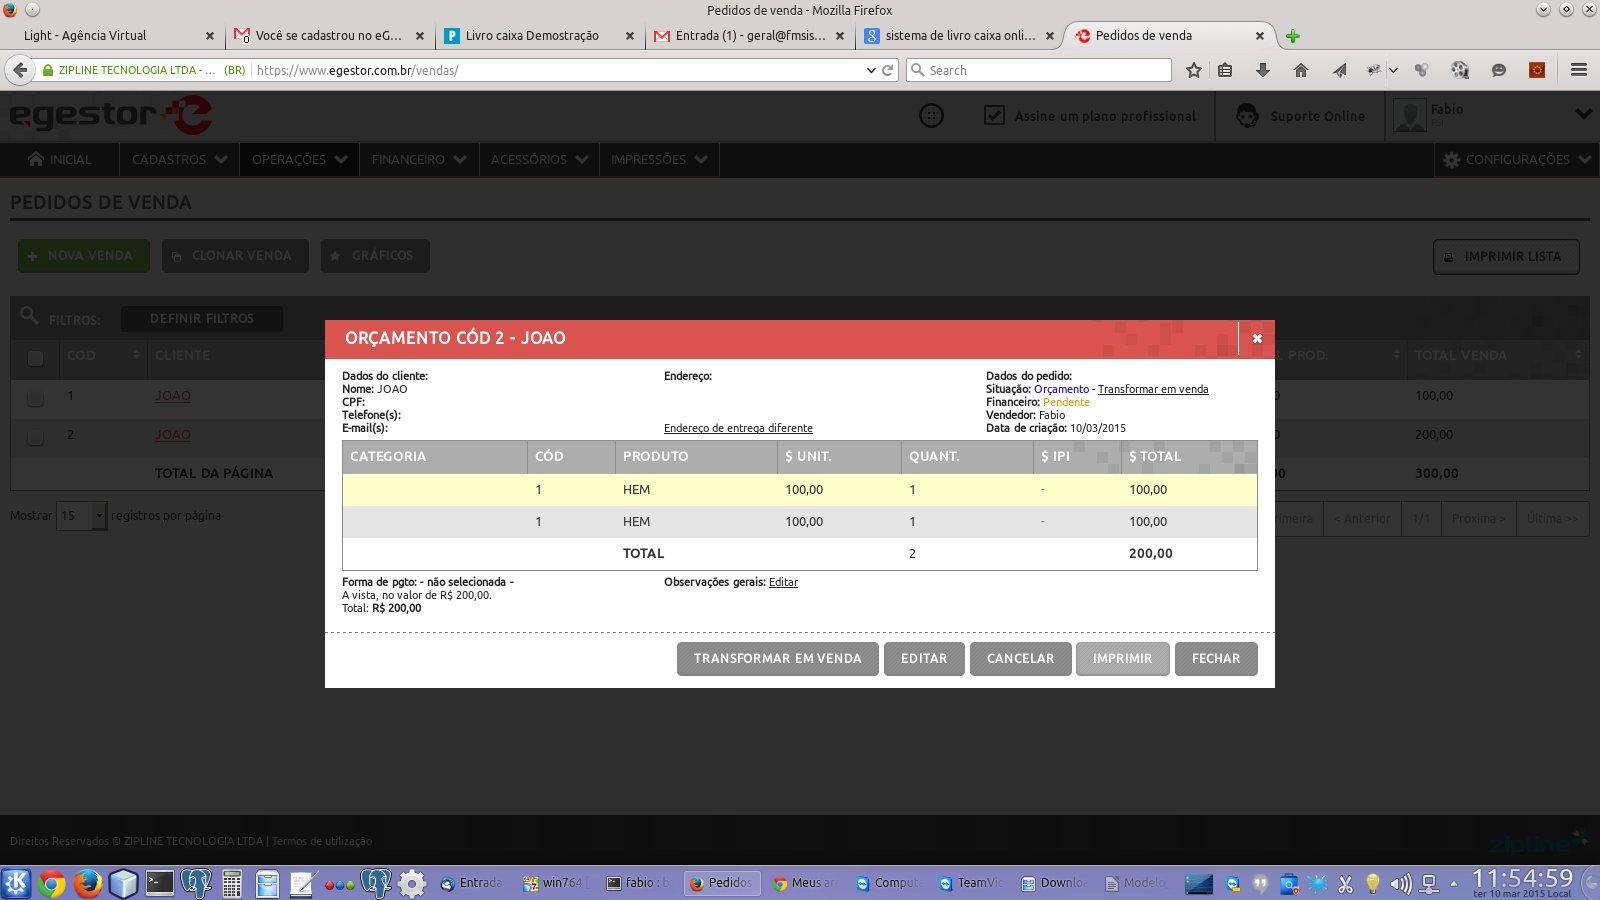 Pedidos de venda - Mozilla Firefox
Light - Agência Virtual
Você se cadastrou no eG...
Livro caixa Demostração
Entrada (1) - geral@fmsis...
sistema de livro caixa onli...
Pedidos de venda
ZIPLINE TECNOLOGIA LTDA - ... (BR)
https://www.egestor.com.br/vendas/
Search
egestor
Assine um plano profissional
Suporte Online
Fabio
INICIAL
CADASTROS
OPERAÇÕES
FINANCEIRO
ACESSÓRIOS
IMPRESSÕES
CONFIGURAÇÕES
PEDIDOS DE VENDA
NOVA VENDA
CLONAR VENDA
GRÁFICOS
IMPRIMIR LISTA
FILTROS:
DEFINIR FILTROS
COD CLIENTE PROD. TOTAL VENDA
1 JOAO 100,00
2 JOAO 200,00
TOTAL DA PÁGINA 300,00
Mostrar 15 registros por página
< Anterior 1/1 Próxima > Última >>
ORÇAMENTO CÓD 2 - JOAO
Dados do cliente:
Nome: JOAO
CPF:
Telefone(s):
E-mail(s):
Endereço:
Endereço de entrega diferente
Dados do pedido:
Situação: Orçamento - Transformar em venda
Financeiro: Pendente
Vendedor: Fabio
Data de criação: 10/03/2015
CATEGORIA CÓD PRODUTO $ UNIT. QUANT. $ IPI $ TOTAL
1 HEM 100,00 1 - 100,00
1 HEM 100,00 1 - 100,00
TOTAL 2 200,00
Forma de pgto: - não selecionada -
A vista, no valor de R$ 200,00.
Total: R$ 200,00
Observações gerais: Editar
TRANSFORMAR EM VENDA
EDITAR
CANCELAR
IMPRIMIR
FECHAR
Direitos Reservados © ZIPLINE TECNOLOGIA LTDA | Termos de utilização
zipline
Entrada
win764
fabio : b
Pedidos
Meus ar
Comput
TeamVie
Downlo
Modelo
11:54:59
ter 10 mar 2015 Local